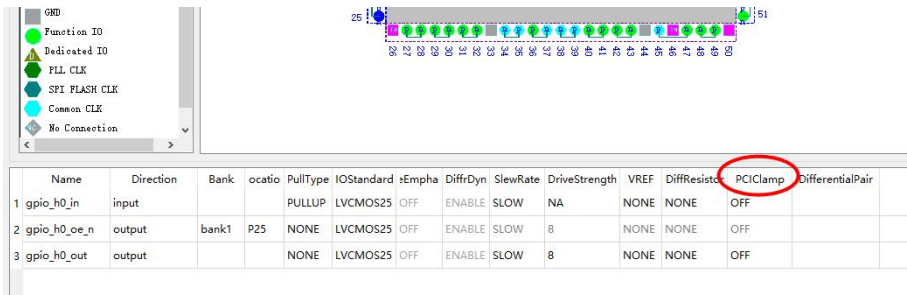 GND
Function IO
Dedicated IO
PLL CLK
SPI FLASH CLK
Common CLK
NC No Connection
25
51
26 27 28 29 30 31 32 33 34 35 36 37 38 39 40 41 42 43 44 45 46 47 48 49 50
Name Direction Bank ocatio PullType IOStandard eEmpha DiffrDyn SlewRate DriveStrength VREF DiffResistor PCIClamp DifferentialPair
1 gpio_h0_in input PULLUP LVCMOS25 OFF ENABLE SLOW NA NONE NONE OFF
2 gpio_h0_oe_n output bank1 P25 NONE LVCMOS25 OFF ENABLE SLOW 8 NONE NONE OFF
3 gpio_h0_out output NONE LVCMOS25 OFF ENABLE SLOW 8 NONE NONE OFF